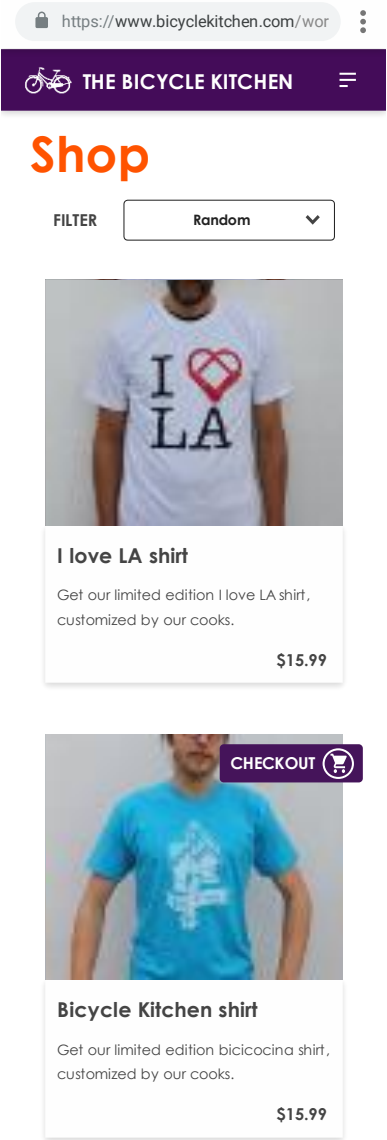 https://www.bicyclekitchen.com/wor
THE BICYCLE KITCHEN
Shop
FILTER
Random
I
LA
I love LA shirt
Get our limited edition I love LA shirt,
customized by our cooks.
$15.99
CHECKOUT
Bicycle Kitchen shirt
Get our limited edition bicicocina shirt,
customized by our cooks.
$15.99